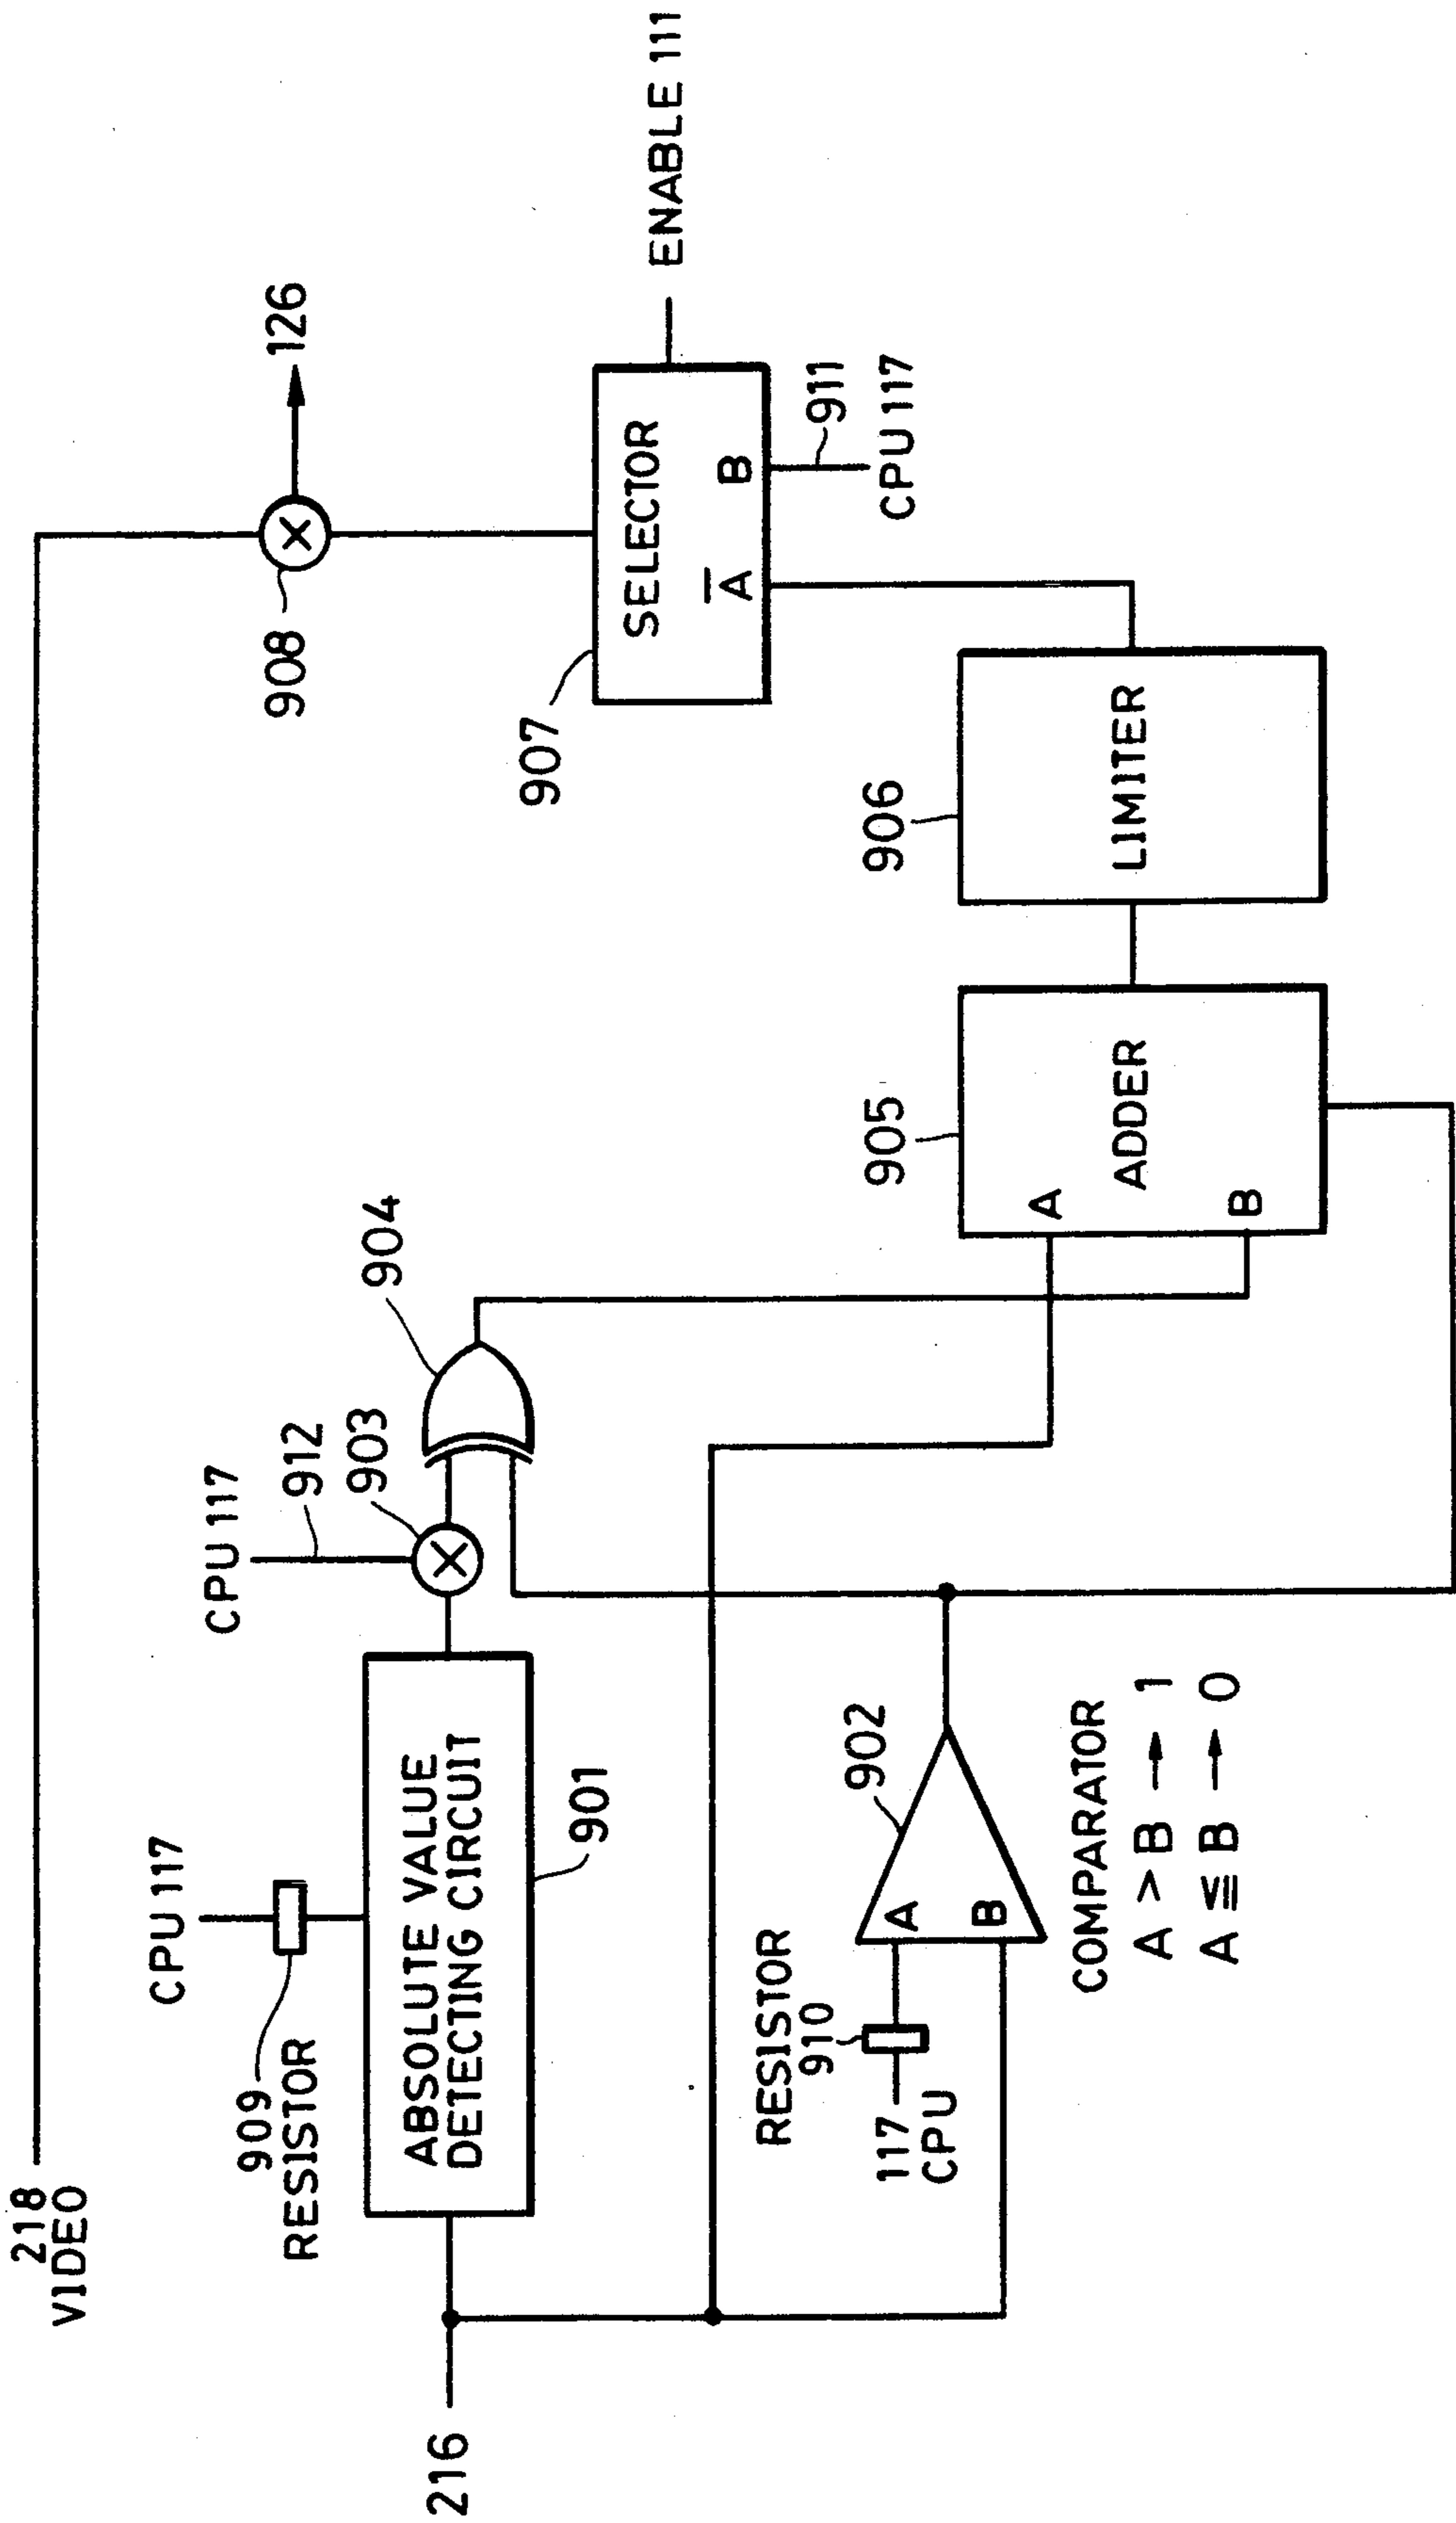 218
VIDEO
126
908
ENABLE 111
SELECTOR
A̅ B
907
911
CPU 117
CPU 117
912
903
904
CPU 117
909
RESISTOR
ABSOLUTE VALUE
DETECTING CIRCUIT
901
216
905
906
A
B
ADDER
LIMITER
RESISTOR
910
117
CPU
902
A
B
COMPARATOR
A > B → 1
A ≦ B → 0